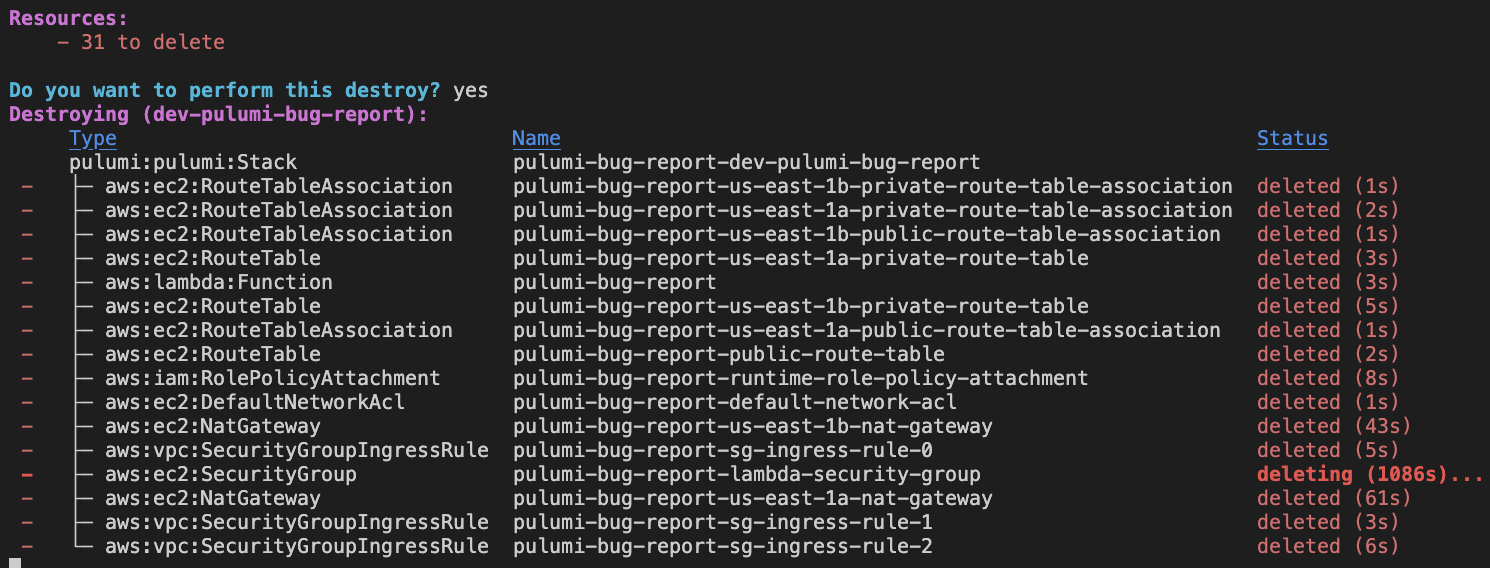 Resources:
    - 31 to delete
Do you want to perform this destroy? yes
Destroying (dev-pulumi-bug-report):
     Type                              Name                                                         Status
     pulumi:pulumi:Stack               pulumi-bug-report-dev-pulumi-bug-report
 -   ├─ aws:ec2:RouteTableAssociation  pulumi-bug-report-us-east-1b-private-route-table-association  deleted (1s)
 -   ├─ aws:ec2:RouteTableAssociation  pulumi-bug-report-us-east-1a-private-route-table-association  deleted (2s)
 -   ├─ aws:ec2:RouteTableAssociation  pulumi-bug-report-us-east-1b-public-route-table-association   deleted (1s)
 -   ├─ aws:ec2:RouteTable             pulumi-bug-report-us-east-1a-private-route-table              deleted (3s)
 -   ├─ aws:lambda:Function            pulumi-bug-report                                             deleted (3s)
 -   ├─ aws:ec2:RouteTable             pulumi-bug-report-us-east-1b-private-route-table              deleted (5s)
 -   ├─ aws:ec2:RouteTableAssociation  pulumi-bug-report-us-east-1a-public-route-table-association   deleted (1s)
 -   ├─ aws:ec2:RouteTable             pulumi-bug-report-public-route-table                          deleted (2s)
 -   ├─ aws:iam:RolePolicyAttachment   pulumi-bug-report-runtime-role-policy-attachment              deleted (8s)
 -   ├─ aws:ec2:DefaultNetworkAcl      pulumi-bug-report-default-network-acl                         deleted (1s)
 -   ├─ aws:ec2:NatGateway             pulumi-bug-report-us-east-1b-nat-gateway                      deleted (43s)
 -   ├─ aws:vpc:SecurityGroupIngressRule  pulumi-bug-report-sg-ingress-rule-0                        deleted (5s)
 -   ├─ aws:ec2:SecurityGroup          pulumi-bug-report-lambda-security-group                       deleting (1086s)...
 -   ├─ aws:ec2:NatGateway             pulumi-bug-report-us-east-1a-nat-gateway                      deleted (61s)
 -   ├─ aws:vpc:SecurityGroupIngressRule  pulumi-bug-report-sg-ingress-rule-1                        deleted (3s)
 -   └─ aws:vpc:SecurityGroupIngressRule  pulumi-bug-report-sg-ingress-rule-2                        deleted (6s)